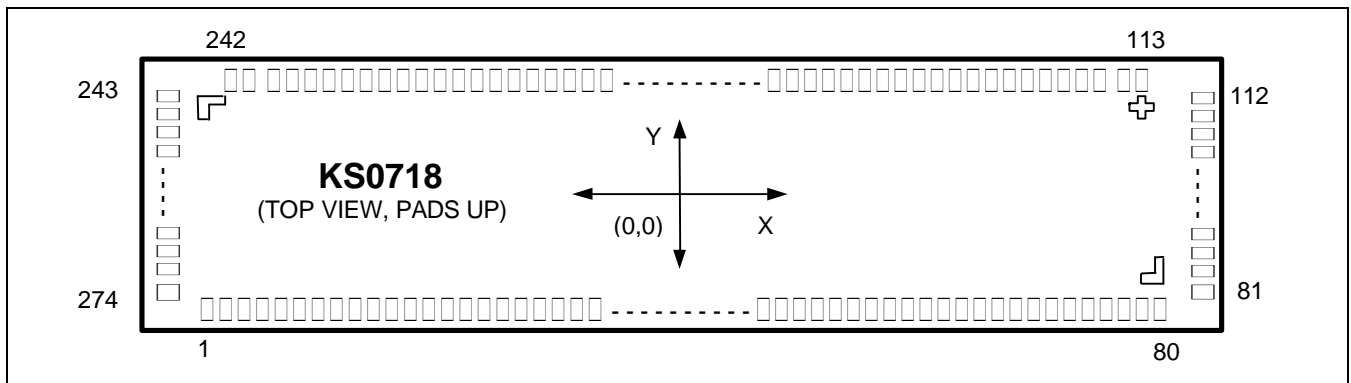 242
113
243
112
Y
KS0718
(TOP VIEW, PADS UP)
(0,0)
X
274
81
1
80